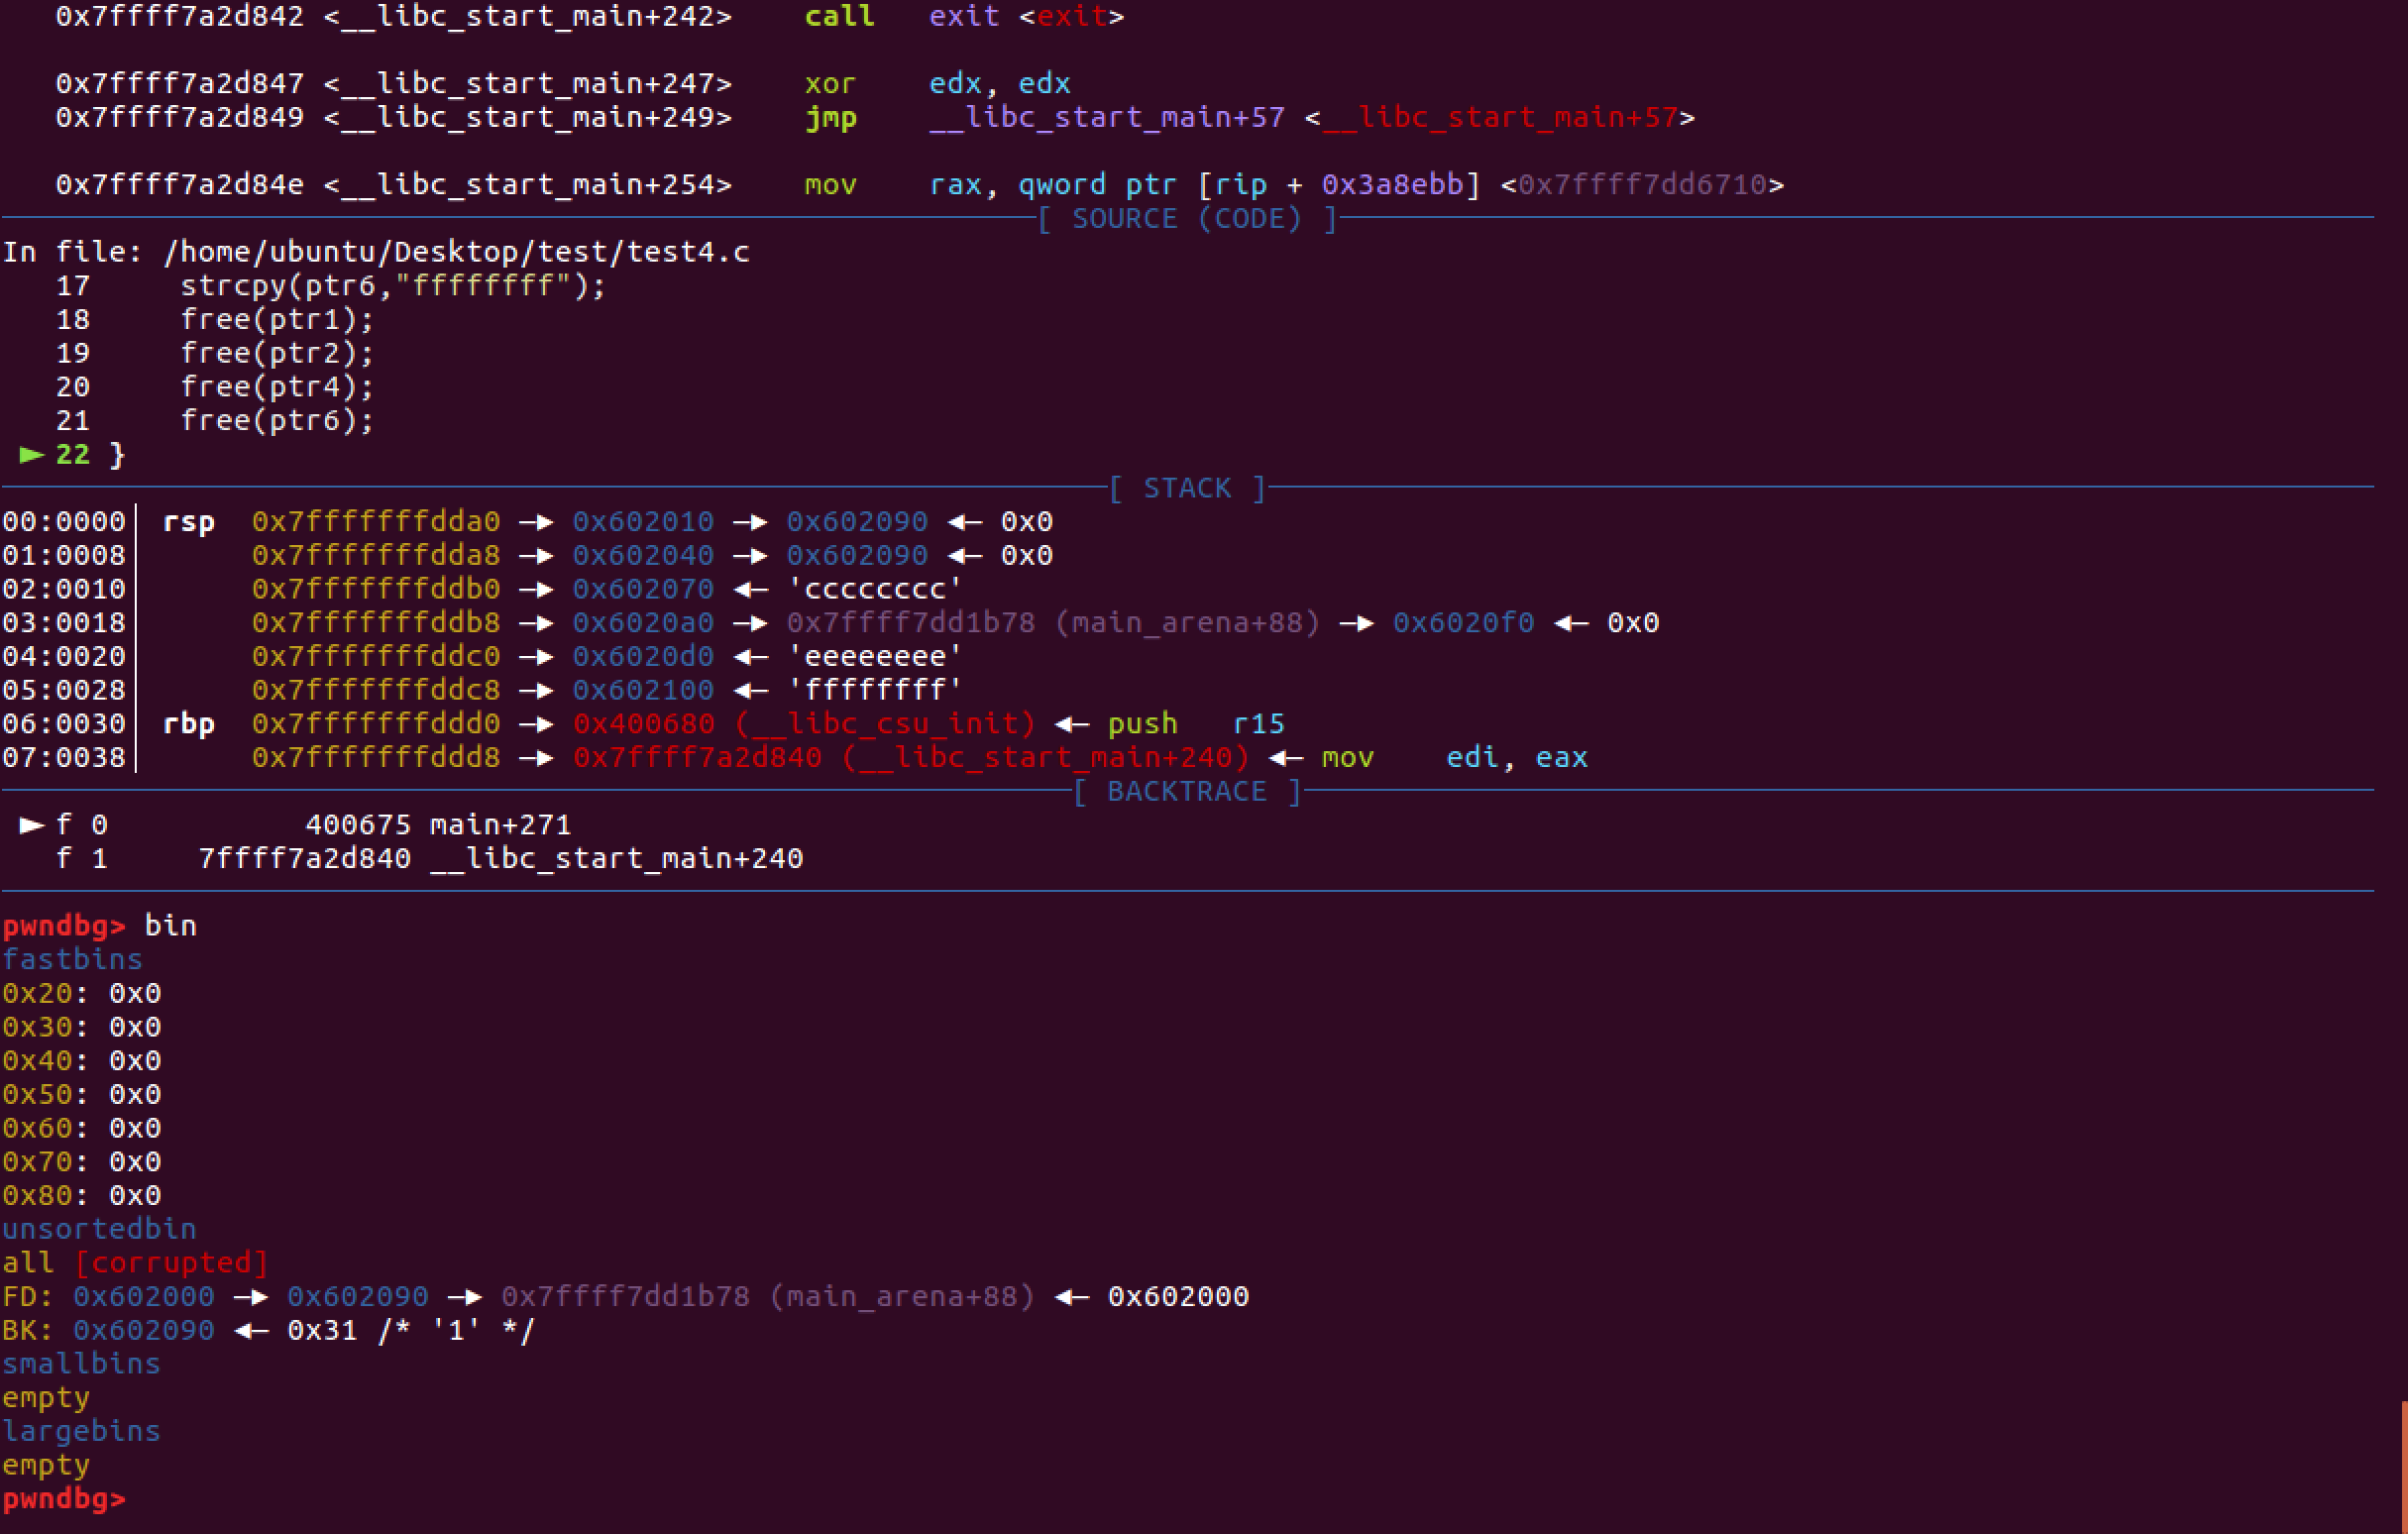 0x7ffff7a2d842 <__libc_start_main+242>    call   exit <exit>
0x7ffff7a2d847 <__libc_start_main+247>    xor    edx, edx
0x7ffff7a2d849 <__libc_start_main+249>    jmp    __libc_start_main+57 <__libc_start_main+57>
0x7ffff7a2d84e <__libc_start_main+254>    mov    rax, qword ptr [rip + 0x3a8ebb] <0x7ffff7dd6710>
[ SOURCE (CODE) ]
In file: /home/ubuntu/Desktop/test/test4.c
17     strcpy(ptr6,"ffffffff");
18     free(ptr1);
19     free(ptr2);
20     free(ptr4);
21     free(ptr6);
► 22 }
[ STACK ]
00:0000│ rsp  0x7fffffffdda0 —▸ 0x602010 —▸ 0x602090 ◂— 0x0
01:0008│      0x7fffffffdda8 —▸ 0x602040 —▸ 0x602090 ◂— 0x0
02:0010│      0x7fffffffddb0 —▸ 0x602070 ◂— 'cccccccc'
03:0018│      0x7fffffffddb8 —▸ 0x6020a0 —▸ 0x7ffff7dd1b78 (main_arena+88) —▸ 0x6020f0 ◂— 0x0
04:0020│      0x7fffffffddc0 —▸ 0x6020d0 ◂— 'eeeeeeee'
05:0028│      0x7fffffffddc8 —▸ 0x602100 ◂— 'ffffffff'
06:0030│ rbp  0x7fffffffddd0 —▸ 0x400680 (__libc_csu_init) ◂— push   r15
07:0038│      0x7fffffffddd8 —▸ 0x7ffff7a2d840 (__libc_start_main+240) ◂— mov    edi, eax
[ BACKTRACE ]
► f 0           400675 main+271
f 1     7ffff7a2d840 __libc_start_main+240
pwndbg> bin
fastbins
0x20: 0x0
0x30: 0x0
0x40: 0x0
0x50: 0x0
0x60: 0x0
0x70: 0x0
0x80: 0x0
unsortedbin
all [corrupted]
FD: 0x602000 —▸ 0x602090 —▸ 0x7ffff7dd1b78 (main_arena+88) ◂— 0x602000
BK: 0x602090 ◂— 0x31 /* '1' */
smallbins
empty
largebins
empty
pwndbg>